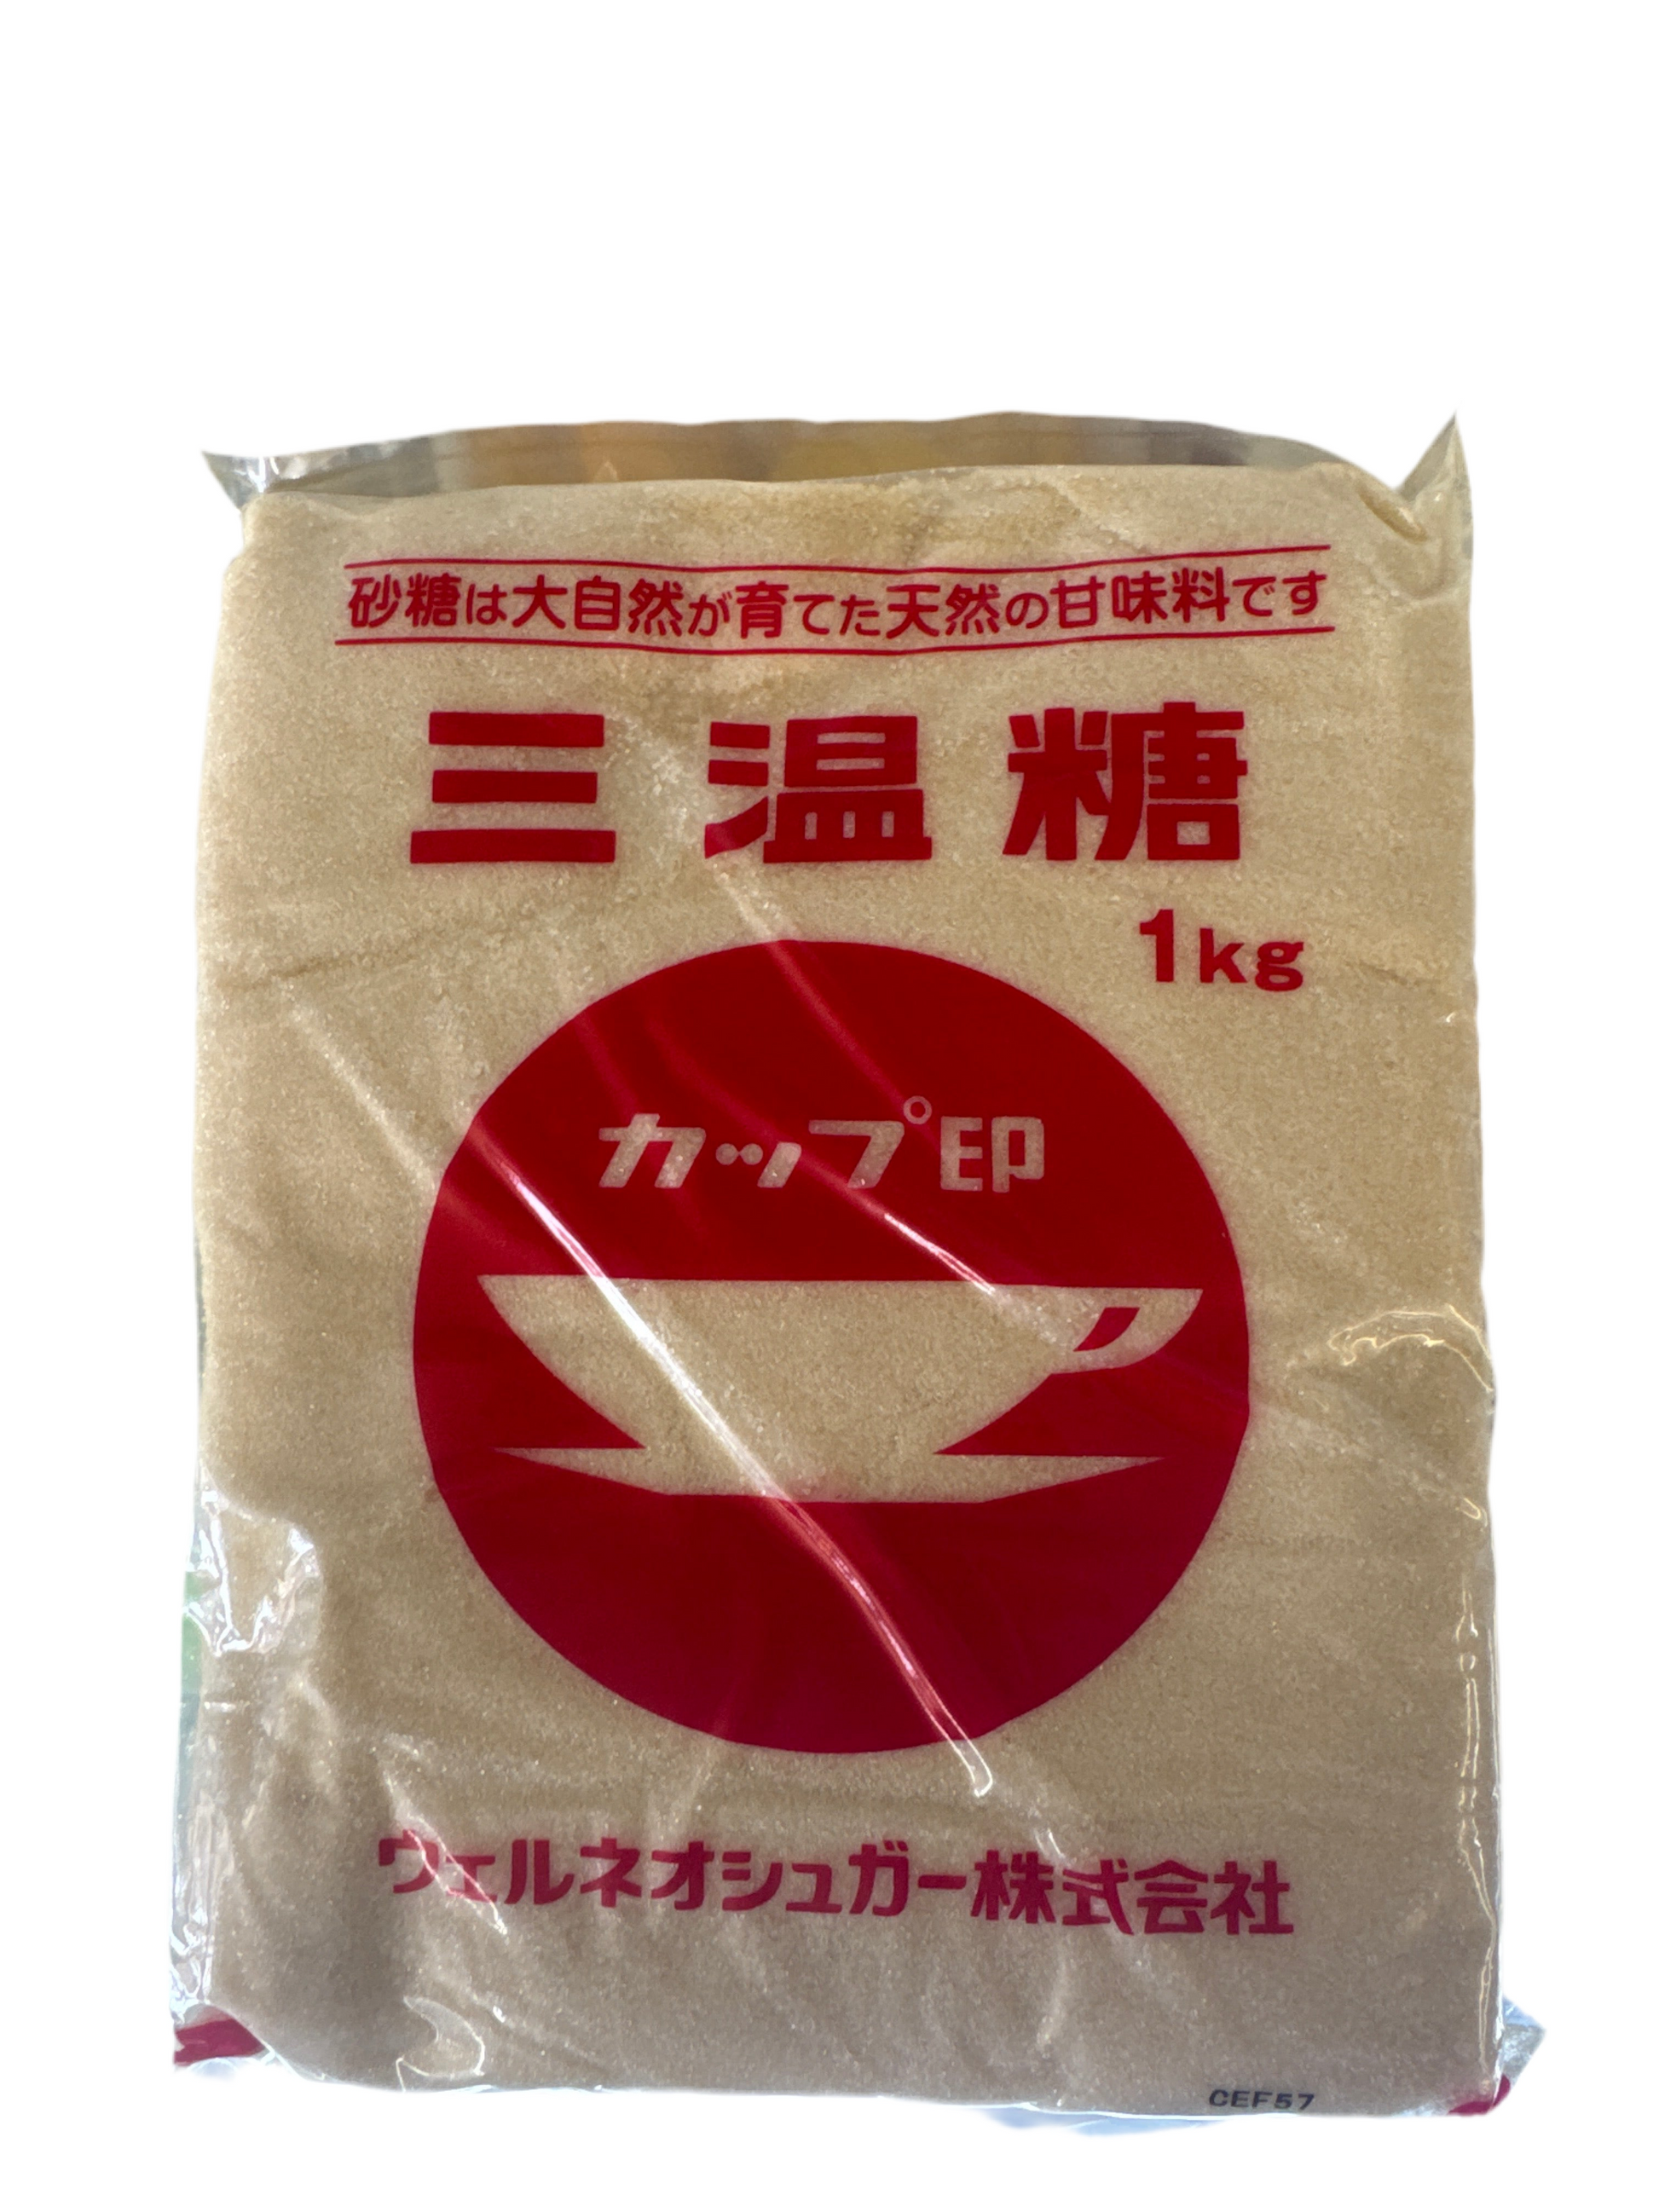 砂糖は大自然が育てた天然の甘味料です
三温糖
1kg
カップ印
ウェルネオシュガー株式会社
CEF57